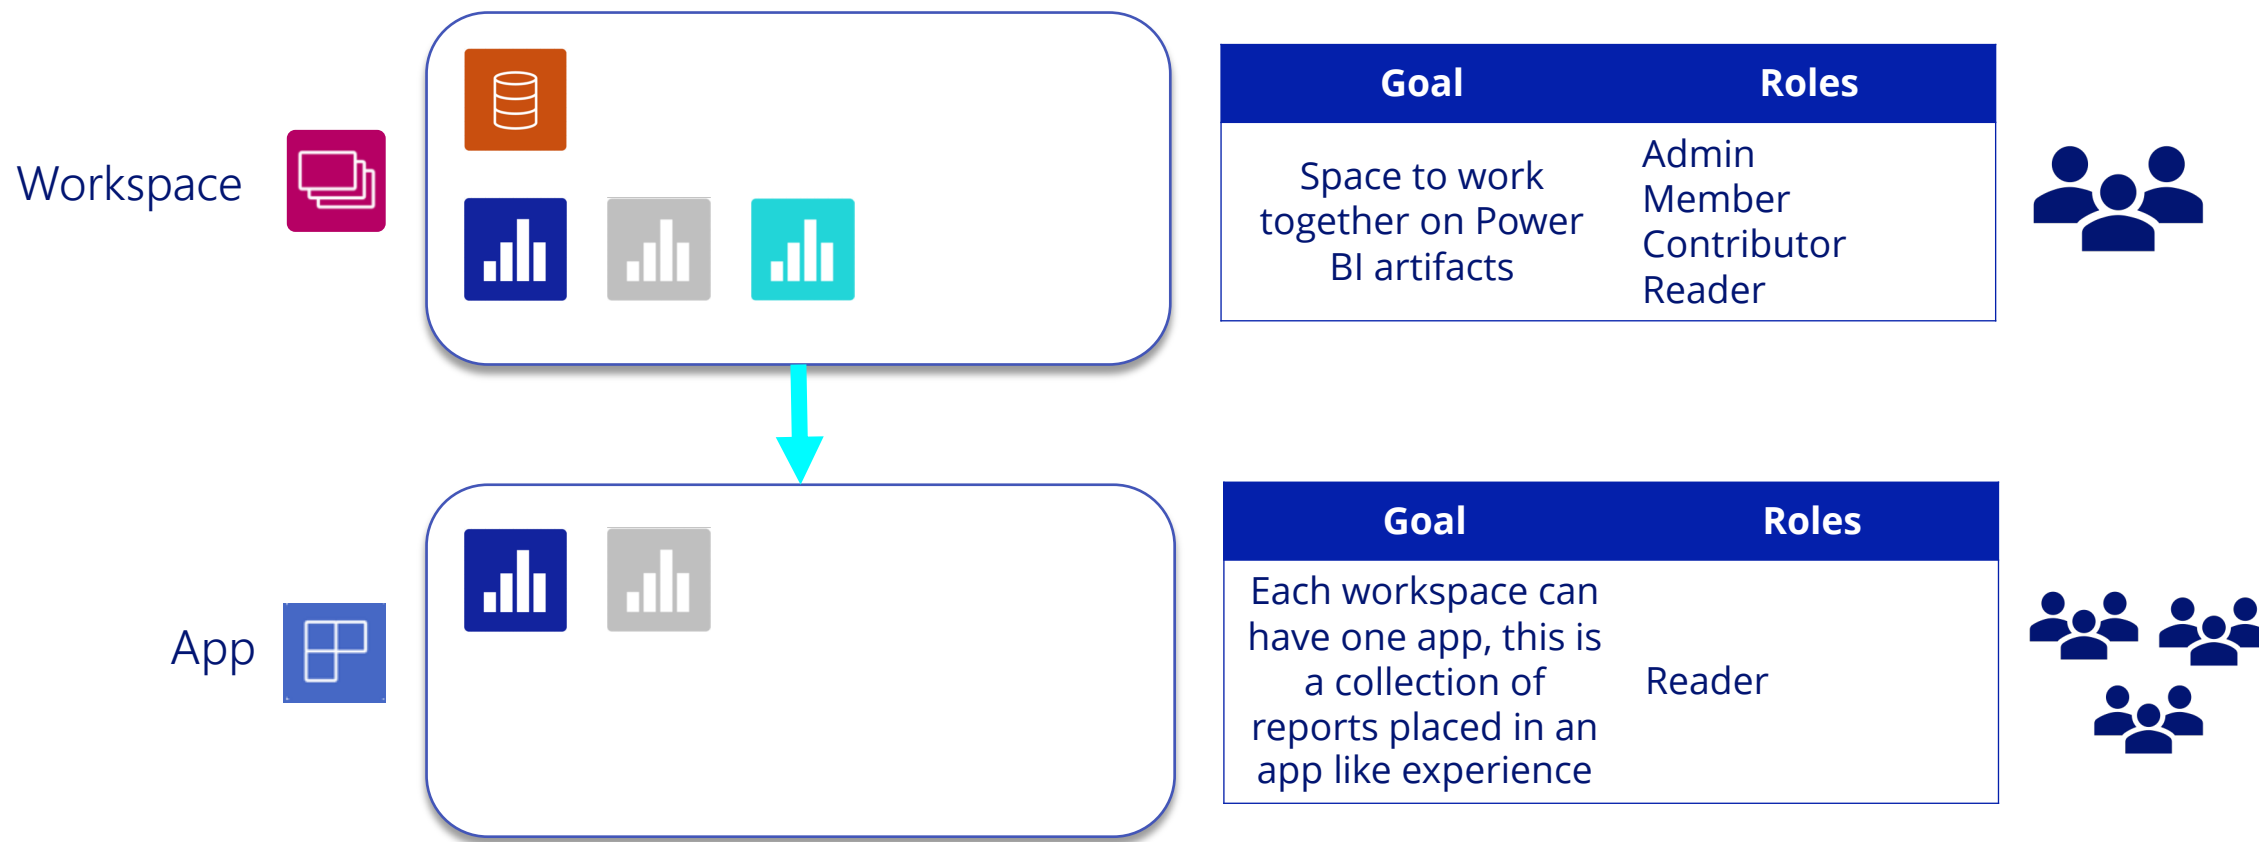 Workspace
Goal
Roles
Space to work
together on Power
BI artifacts
Admin
Member
Contributor
Reader
App
Goal
Roles
Each workspace can
have one app, this is
a collection of
reports placed in an
app like experience
Reader